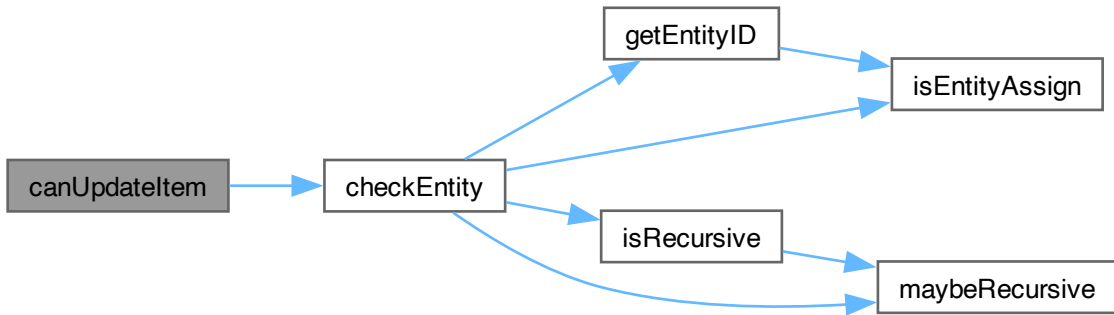 getEntityID
isEntityAssign
canUpdateItem
checkEntity
isRecursive
maybeRecursive